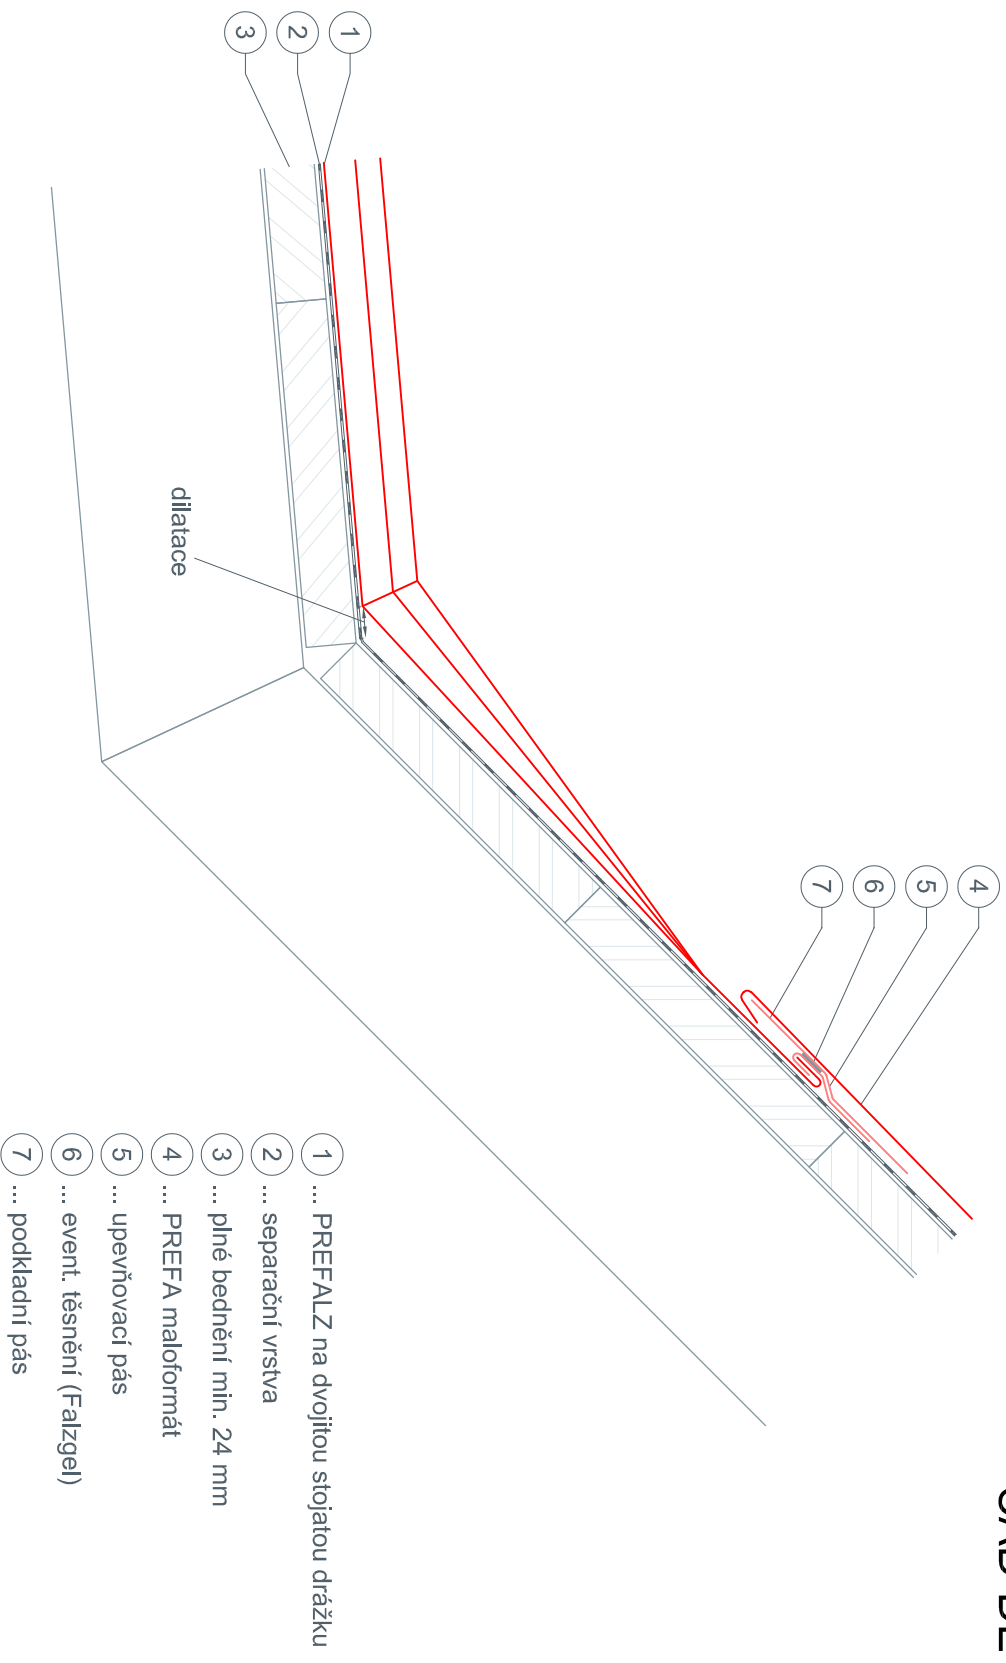 1
2
3
dilatace
4
5
6
7
1 ... PREFALZ na dvojitou stojatou drážku
2 ... separační vrstva
3 ... plné bednění min. 24 mm
4 ... PREFA maloformát
5 ... upevňovací pás
6 ... event. těsnění (Falzgel)
7 ... podkladní pás